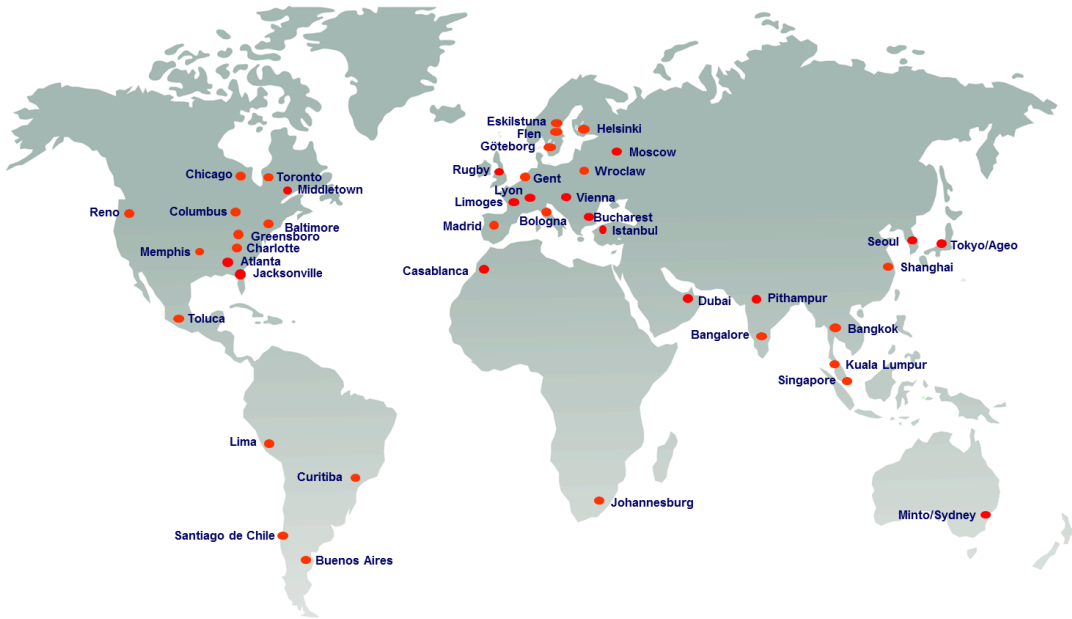 Eskilstuna
Flen
Helsinki
Göteborg
Moscow
Rugby
Gent
Wroclaw
Chicago
Toronto
Middletown
Lyon
Limoges
Vienna
Reno
Columbus
Baltimore
Madrid
Bologna
Bucharest
Istanbul
Greensboro
Charlotte
Memphis
Atlanta
Jacksonville
Casablanca
Seoul
Tokyo/Ageo
Shanghai
Dubai
Pithampur
Toluca
Bangalore
Bangkok
Kuala Lumpur
Singapore
Lima
Curitiba
Johannesburg
Minto/Sydney
Santiago de Chile
Buenos Aires